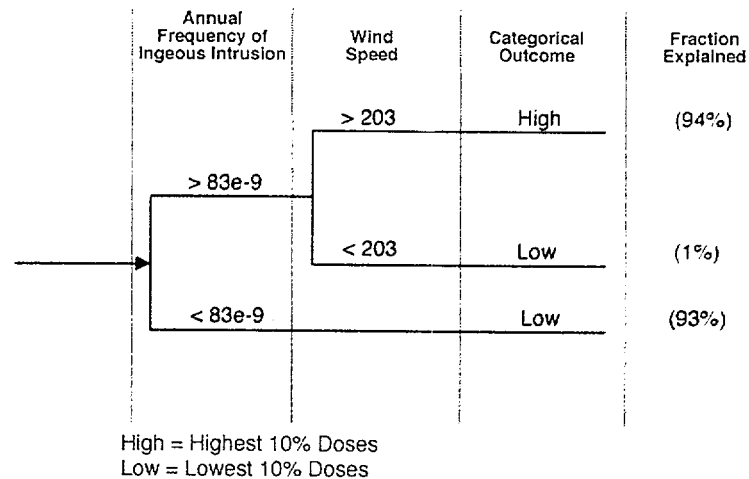 Annual
Frequency of
Ingeous Intrusion
Wind
Speed
Categorical
Outcome
Fraction
Explained
> 203
High
(94%)
> 83e-9
< 203
Low
(1%)
< 83e-9
Low
(93%)
High = Highest 10% Doses
Low = Lowest 10% Doses